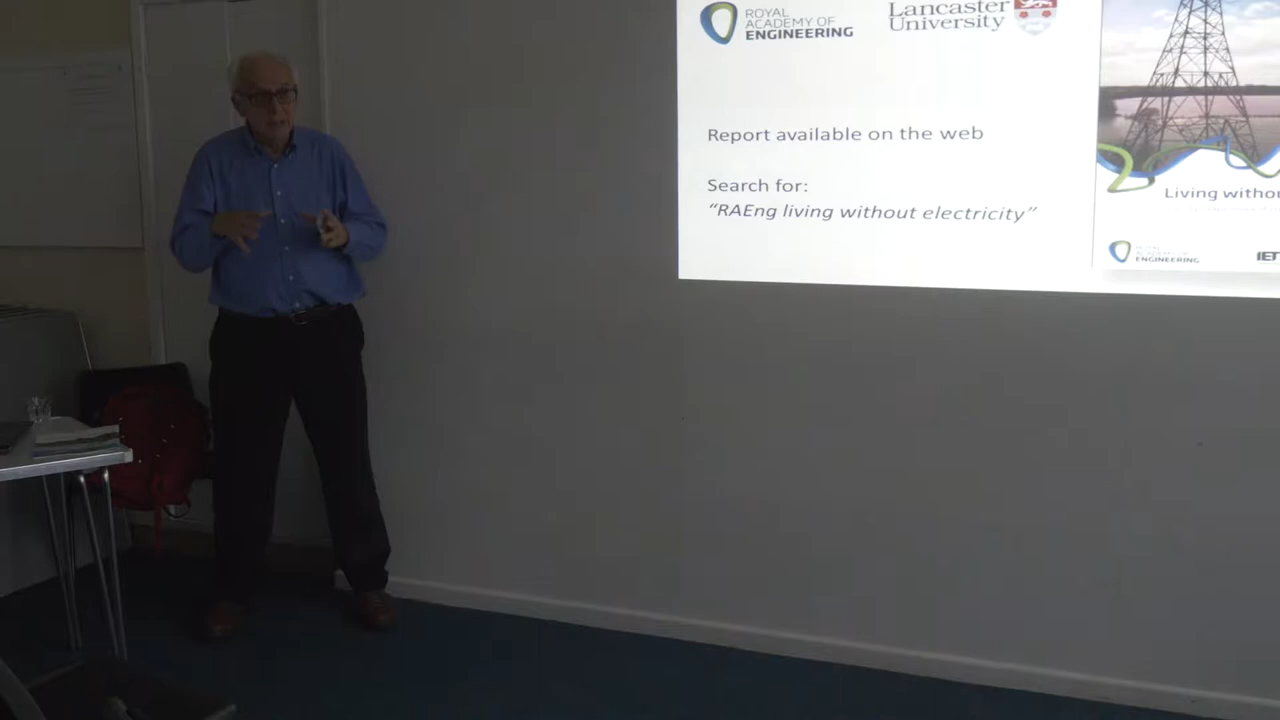 ROYAL
ACADEMY OF
ENGINEERING
Lancaster
University
Report available on the web
Search for:
“RAEng living without electricity”
Living withou
ROYAL
ACADEMY OF
ENGINEERING
IET